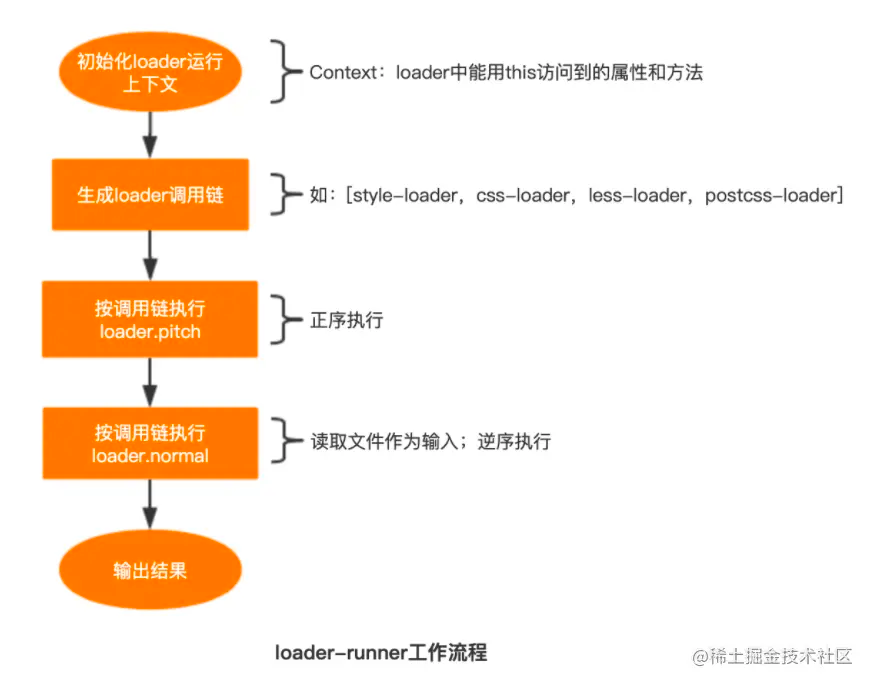 初始化loader运行
上下文
Context：loader中能用this访问到的属性和方法
生成loader调用链
如：[style-loader，css-loader，less-loader，postcss-loader]
按调用链执行
loader.pitch
正序执行
按调用链执行
loader.normal
读取文件作为输入；逆序执行
输出结果
loader-runner工作流程
@稀土掘金技术社区